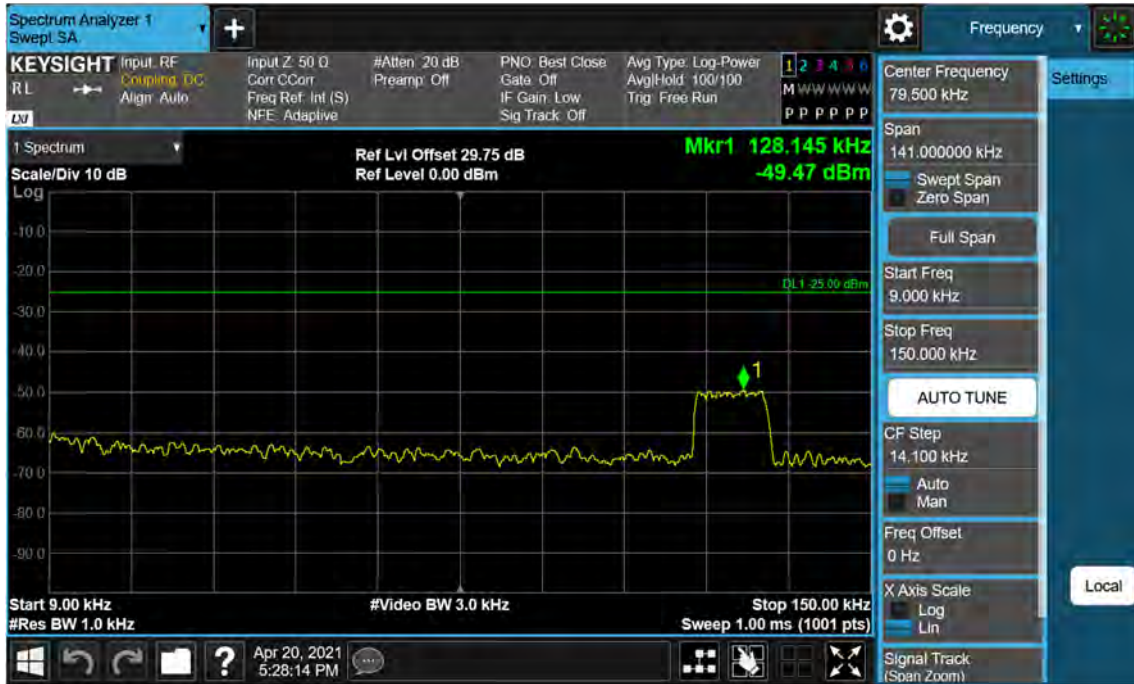 Spectrum Analyzer 1
Swept SA
Frequency
KEYSIGHT
RL
LXI
Input: RF
Coupling: DC
Align: Auto
Input Z: 50 Ω
Corr CCorr
Freq Ref: Int (S)
NFE: Adaptive
#Atten: 20 dB
Preamp: Off
PNO: Best Close
Gate: Off
IF Gain: Low
Sig Track: Off
Avg Type: Log-Power
Avg|Hold: 100/100
Trig: Free Run
1 2 3 4 5 6
M W W W W W
P P P P P P
1 Spectrum
Scale/Div 10 dB
Ref Lvl Offset 29.75 dB
Ref Level 0.00 dBm
Mkr1 128.145 kHz
-49.47 dBm
Log
-10.0
-20.0
-30.0
-40.0
-50.0
-60.0
-70.0
-80.0
-90.0
DL1 -25.00 dBm
1
Start 9.00 kHz
#Res BW 1.0 kHz
#Video BW 3.0 kHz
Stop 150.00 kHz
Sweep 1.00 ms (1001 pts)
Apr 20, 2021
5:28:14 PM
Center Frequency
79.500 kHz
Span
141.000000 kHz
Swept Span
Zero Span
Full Span
Start Freq
9.000 kHz
Stop Freq
150.000 kHz
AUTO TUNE
CF Step
14.100 kHz
Auto
Man
Freq Offset
0 Hz
X Axis Scale
Log
Lin
Signal Track
(Span Zoom)
Settings
Local